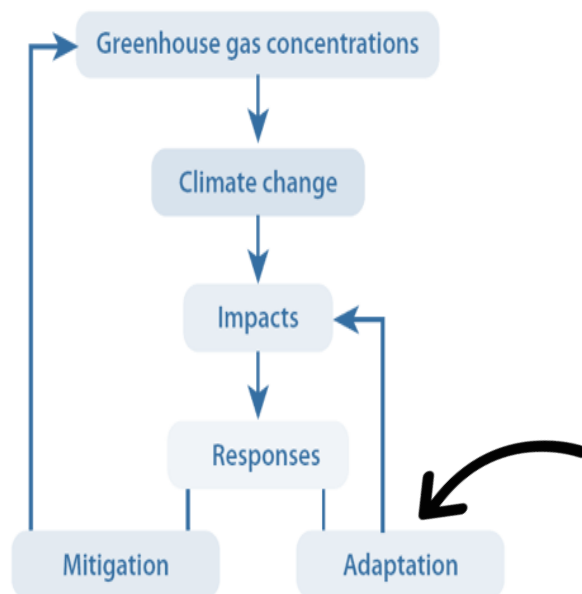 Greenhouse gas concentrations
Climate change
Impacts
Responses
Mitigation
Adaptation